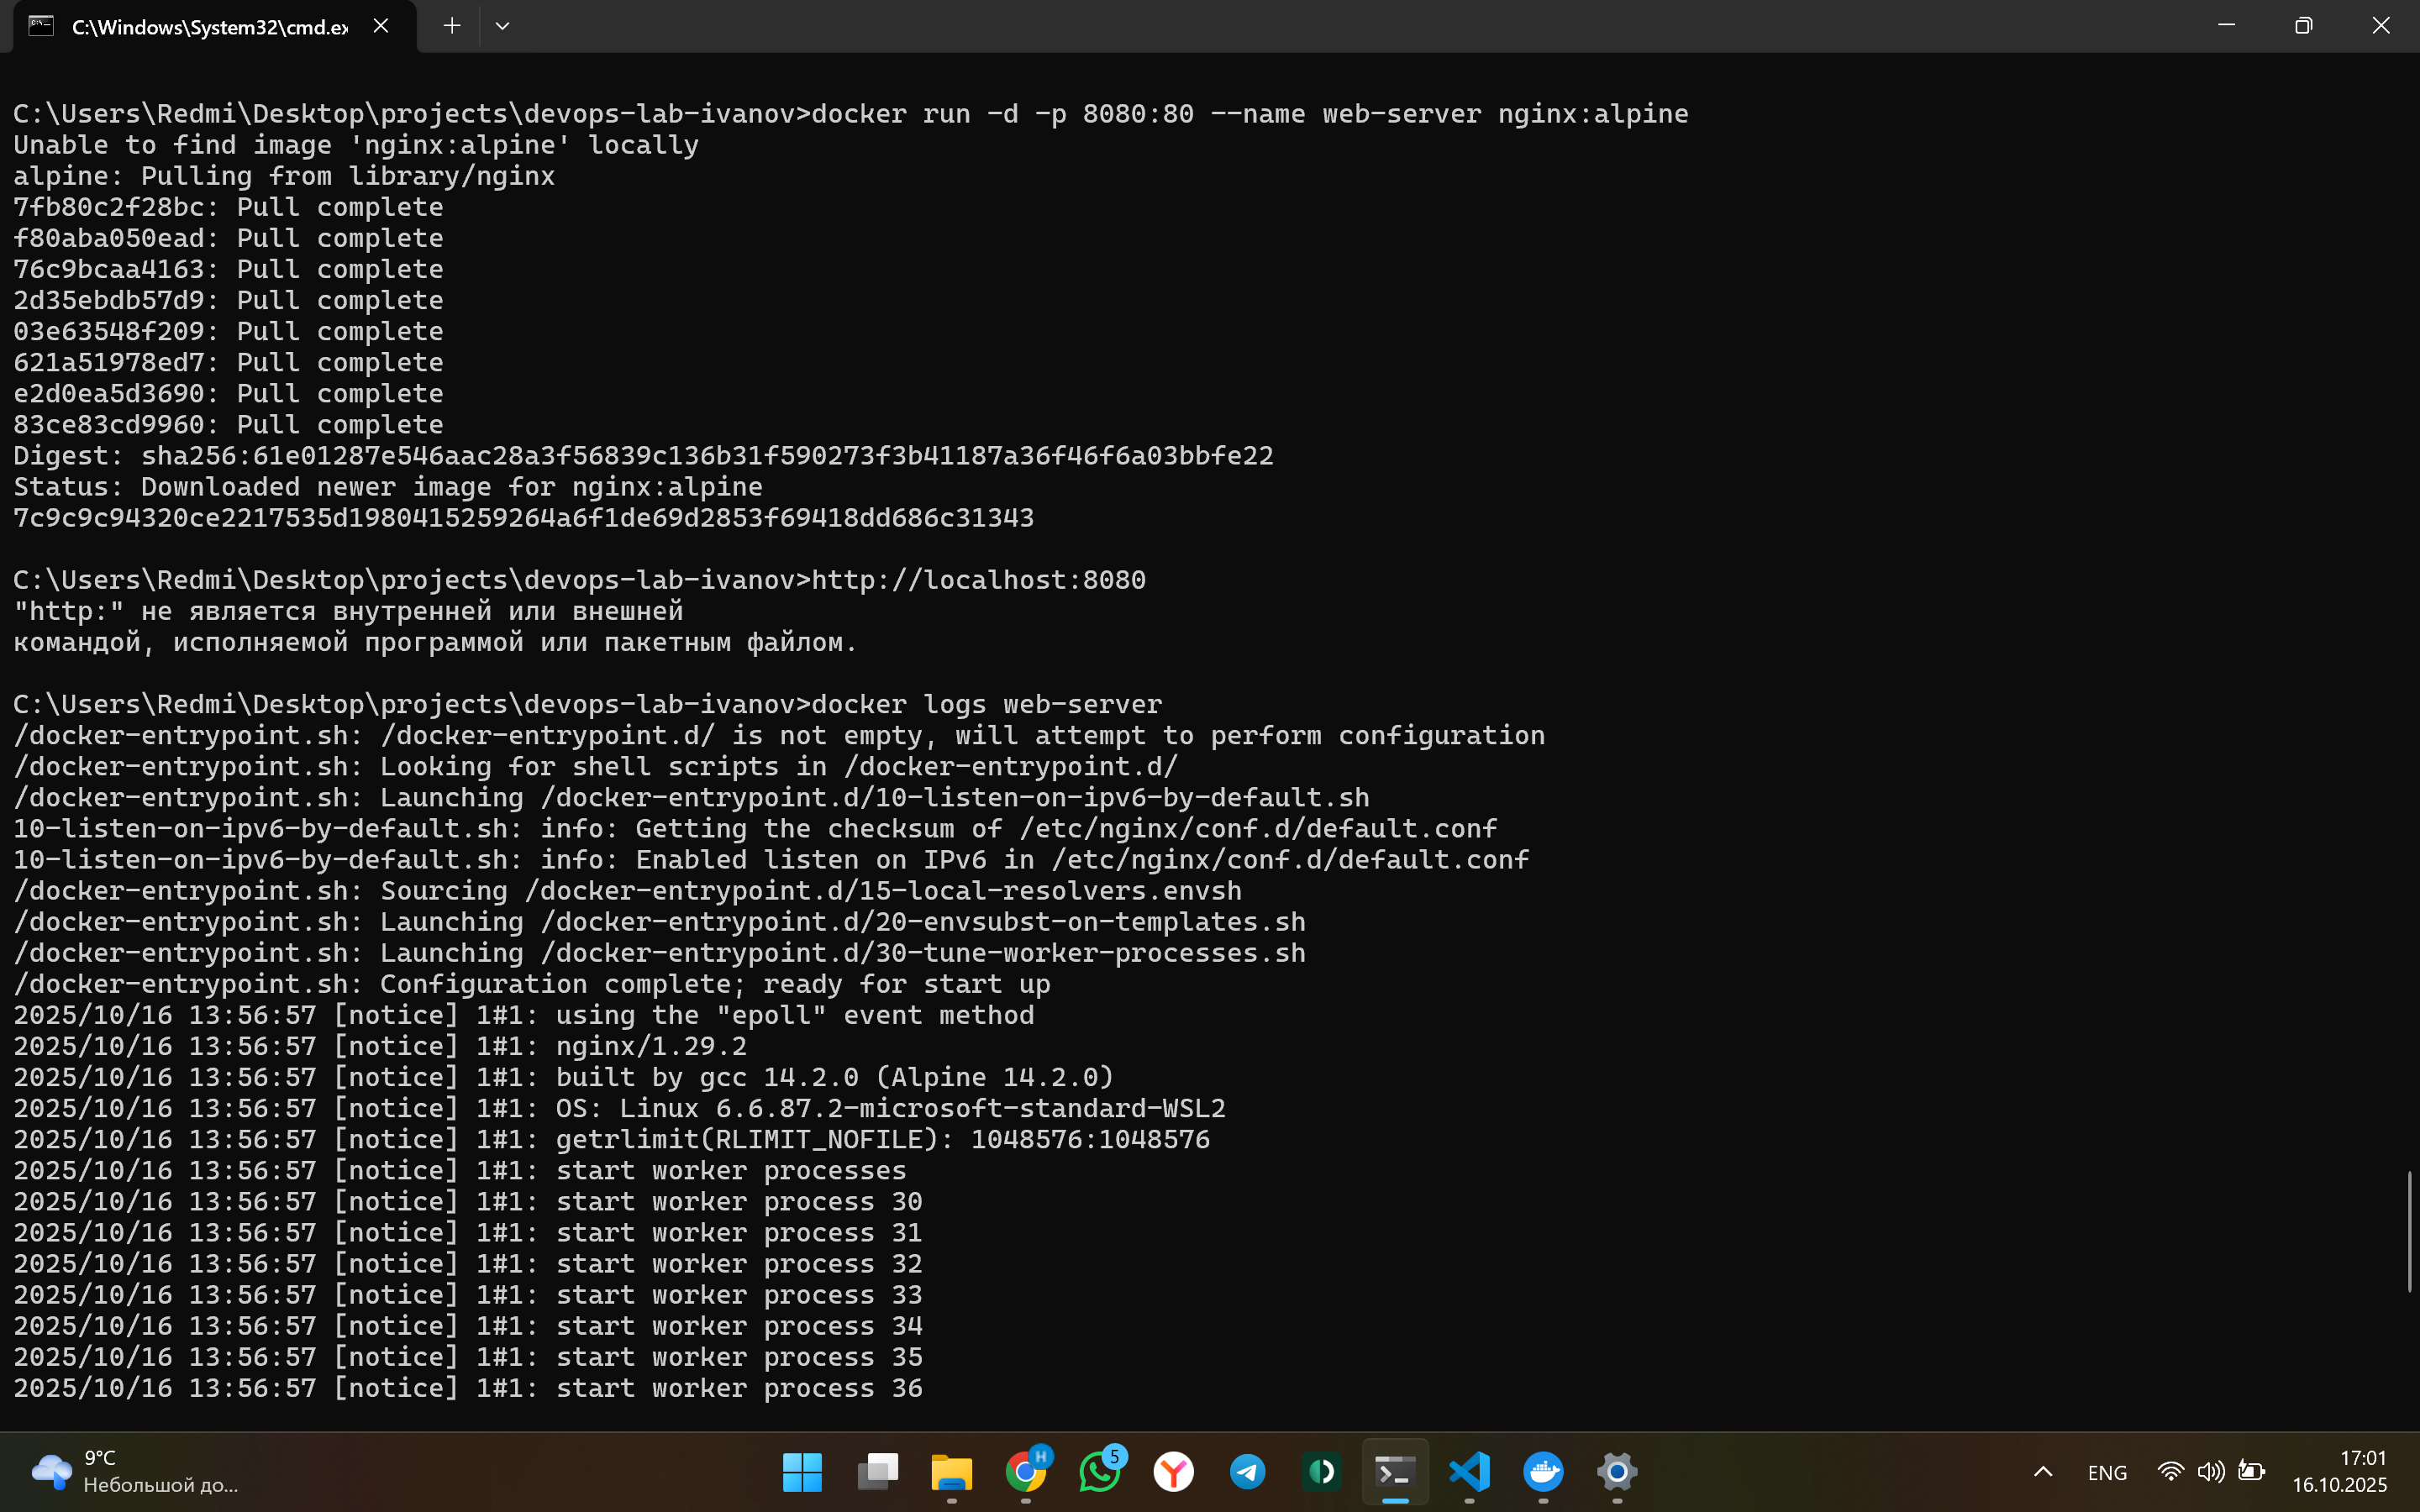 C:\Windows\System32\cmd.ex
C:\Users\Redmi\Desktop\projects\devops-lab-ivanov>docker run -d -p 8080:80 --name web-server nginx:alpine
Unable to find image 'nginx:alpine' locally
alpine: Pulling from library/nginx
7fb80c2f28bc: Pull complete
f80aba050ead: Pull complete
76c9bcaa4163: Pull complete
2d35ebdb57d9: Pull complete
03e63548f209: Pull complete
621a51978ed7: Pull complete
e2d0ea5d3690: Pull complete
83ce83cd9960: Pull complete
Digest: sha256:61e01287e546aac28a3f56839c136b31f590273f3b41187a36f46f6a03bbfe22
Status: Downloaded newer image for nginx:alpine
7c9c9c94320ce2217535d1980415259264a6f1de69d2853f69418dd686c31343
C:\Users\Redmi\Desktop\projects\devops-lab-ivanov>http://localhost:8080
"http:" не является внутренней или внешней
командой, исполняемой программой или пакетным файлом.
C:\Users\Redmi\Desktop\projects\devops-lab-ivanov>docker logs web-server
/docker-entrypoint.sh: /docker-entrypoint.d/ is not empty, will attempt to perform configuration
/docker-entrypoint.sh: Looking for shell scripts in /docker-entrypoint.d/
/docker-entrypoint.sh: Launching /docker-entrypoint.d/10-listen-on-ipv6-by-default.sh
10-listen-on-ipv6-by-default.sh: info: Getting the checksum of /etc/nginx/conf.d/default.conf
10-listen-on-ipv6-by-default.sh: info: Enabled listen on IPv6 in /etc/nginx/conf.d/default.conf
/docker-entrypoint.sh: Sourcing /docker-entrypoint.d/15-local-resolvers.envsh
/docker-entrypoint.sh: Launching /docker-entrypoint.d/20-envsubst-on-templates.sh
/docker-entrypoint.sh: Launching /docker-entrypoint.d/30-tune-worker-processes.sh
/docker-entrypoint.sh: Configuration complete; ready for start up
2025/10/16 13:56:57 [notice] 1#1: using the "epoll" event method
2025/10/16 13:56:57 [notice] 1#1: nginx/1.29.2
2025/10/16 13:56:57 [notice] 1#1: built by gcc 14.2.0 (Alpine 14.2.0)
2025/10/16 13:56:57 [notice] 1#1: OS: Linux 6.6.87.2-microsoft-standard-WSL2
2025/10/16 13:56:57 [notice] 1#1: getrlimit(RLIMIT_NOFILE): 1048576:1048576
2025/10/16 13:56:57 [notice] 1#1: start worker processes
2025/10/16 13:56:57 [notice] 1#1: start worker process 30
2025/10/16 13:56:57 [notice] 1#1: start worker process 31
2025/10/16 13:56:57 [notice] 1#1: start worker process 32
2025/10/16 13:56:57 [notice] 1#1: start worker process 33
2025/10/16 13:56:57 [notice] 1#1: start worker process 34
2025/10/16 13:56:57 [notice] 1#1: start worker process 35
2025/10/16 13:56:57 [notice] 1#1: start worker process 36
9°C
Небольшой до...
H
5
ENG
17:01
16.10.2025